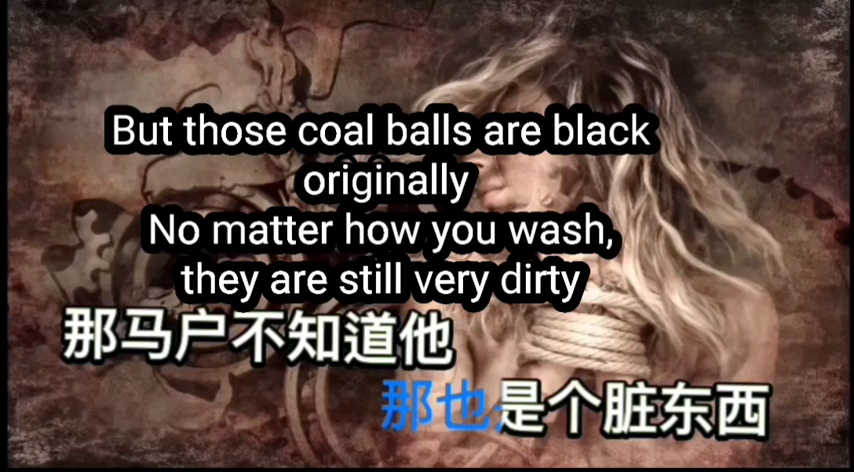 But those coal balls are black
originally
No matter how you wash,
they are still very dirty
那马户不知道他
那也是个脏东西